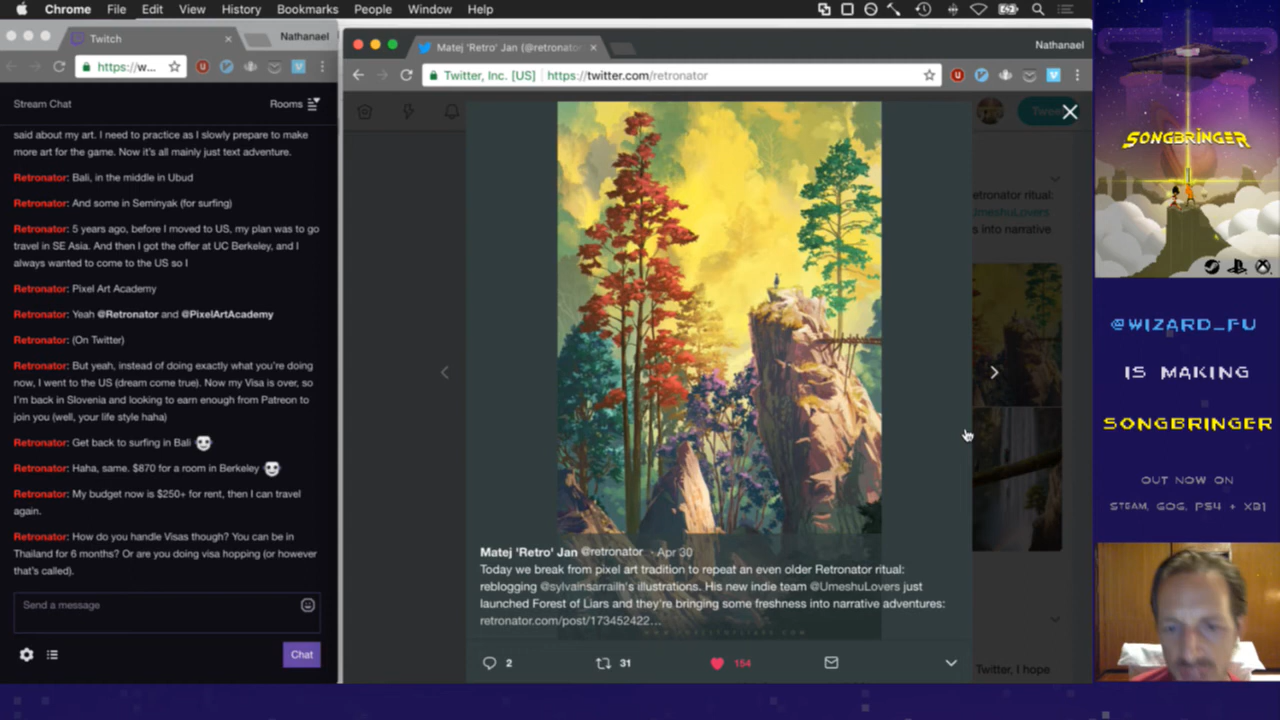 Chrome File Edit View History Bookmarks People Window Help
Twitch
Nathanael
https://w...
Stream Chat
Rooms
said about my art. I need to practice as I slowly prepare to make
more art for the game. Now it's all mainly just text adventure.
Retronator: Bali, in the middle in Ubud
Retronator: And some in Seminyak (for surfing)
Retronator: 5 years ago, before I moved to US, my plan was to go
travel in SE Asia. And then I got the offer at UC Berkeley, and I
always wanted to come to the US so I
Retronator: Pixel Art Academy
Retronator: Yeah @Retronator and @PixelArtAcademy
Retronator: (On Twitter)
Retronator: But yeah, instead of doing exactly what you're doing
now, I went to the US (dream come true). Now my Visa is over, so
I'm back in Slovenia and looking to earn enough from Patreon to
join you (well, your life style haha)
Retronator: Get back to surfing in Bali
Retronator: Haha, same. $870 for a room in Berkeley
Retronator: My budget now is $250+ for rent, then I can travel
again.
Retronator: How do you handle Visas though? You can be in
Thailand for 6 months? Or are you doing visa hopping (or however
that's called).
Send a message
Chat
Matej 'Retro' Jan (@retronator
Nathanael
Twitter, Inc. [US] https://twitter.com/retronator
Tweet
etronator ritual:
UmeshuLovers
s into narrative
Matej 'Retro' Jan @retronator · Apr 30
Today we break from pixel art tradition to repeat an even older Retronator ritual:
reblogging @sylvainsarrailh's illustrations. His new indie team @UmeshuLovers just
launched Forest of Liars and they're bringing some freshness into narrative adventures:
retronator.com/post/173452422…
2 31 154
Twitter, I hope
SONGBRINGER
@WIZARD_FU
IS MAKING
SONGBRINGER
OUT NOW ON
STEAM, GOG, PS4 + XB1